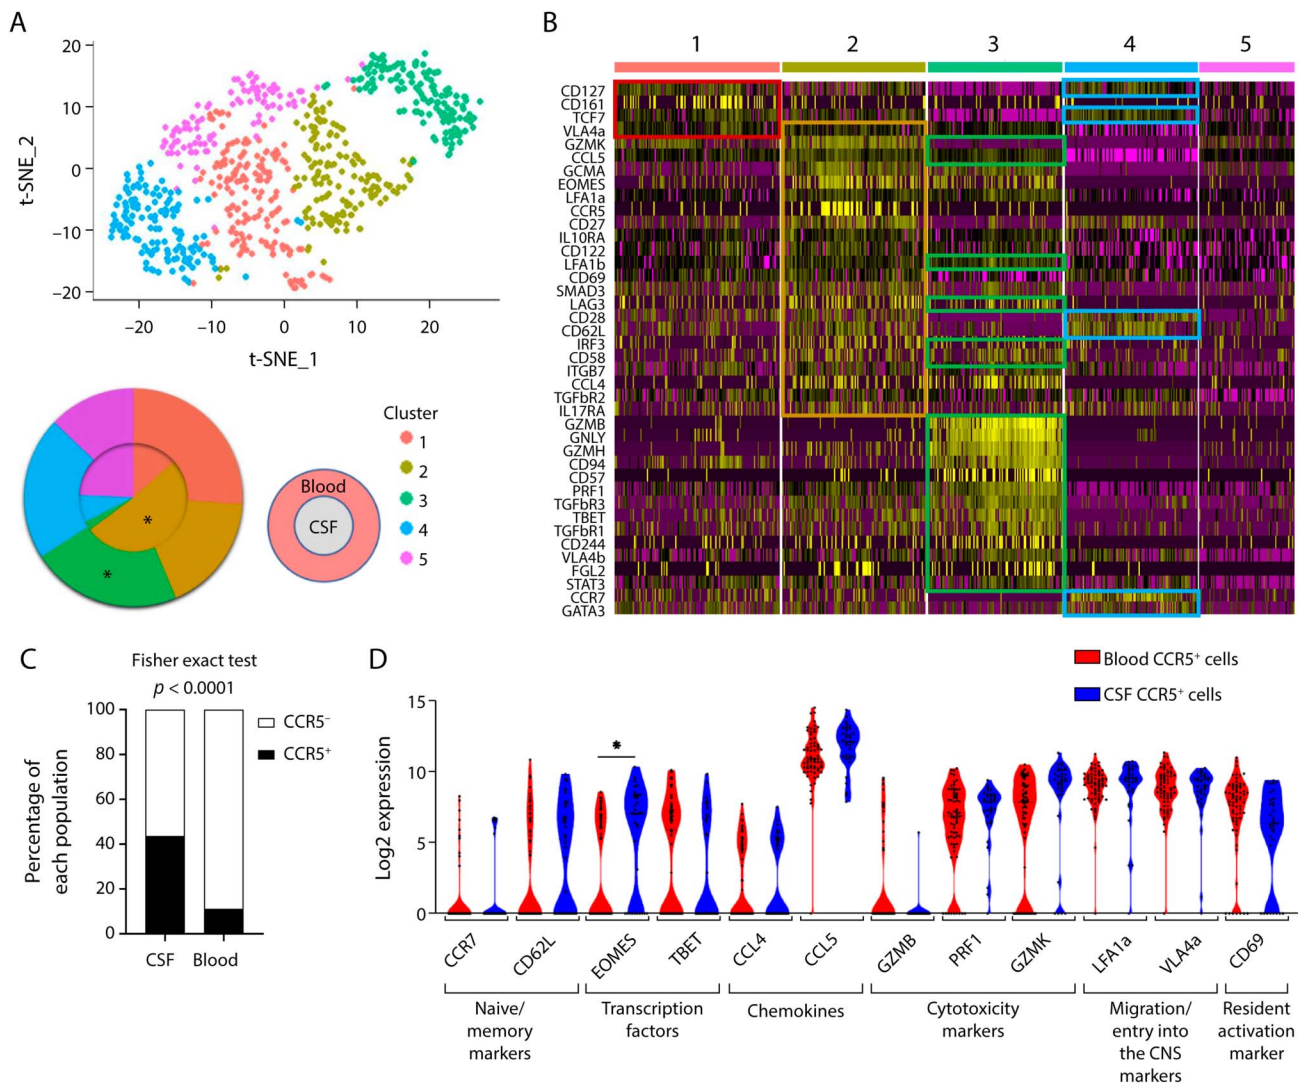 A
t-SNE_2
20
10
0
−10
−20
−20
−10
0
10
20
t-SNE_1
*
*
Blood
CSF
Cluster
1
2
3
4
5
B
1
2
3
4
5
CD127
CD161
TCF7
VLA4a
GZMK
CCL5
GCMA
EOMES
LFA1a
CCR5
CD27
IL10RA
CD122
LFA1b
CD69
SMAD3
LAG3
CD28
CD62L
IRF3
CD58
ITGB7
CCL4
TGFbR2
IL17RA
GZMB
GNLY
GZMH
CD94
CD57
PRF1
TGFbR3
TBET
TGFbR1
CD244
VLA4b
FGL2
STAT3
CCR7
GATA3
C
Fisher exact test
p < 0.0001
Percentage of
each population
100
80
60
40
20
0
CCR5−
CCR5+
CSF
Blood
D
Blood CCR5+ cells
CSF CCR5+ cells
Log2 expression
15
10
5
0
*
CCR7
CD62L
EOMES
TBET
CCL4
CCL5
GZMB
PRF1
GZMK
LFA1a
VLA4a
CD69
Naive/
memory
markers
Transcription
factors
Chemokines
Cytotoxicity
markers
Migration/
entry into
the CNS
markers
Resident
activation
marker